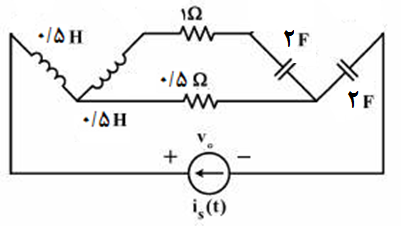 ۱Ω
۰/۵ H
۲ F
۰/۵ Ω
۲ F
۰/۵ H
v₀
+ −
iₛ(t)